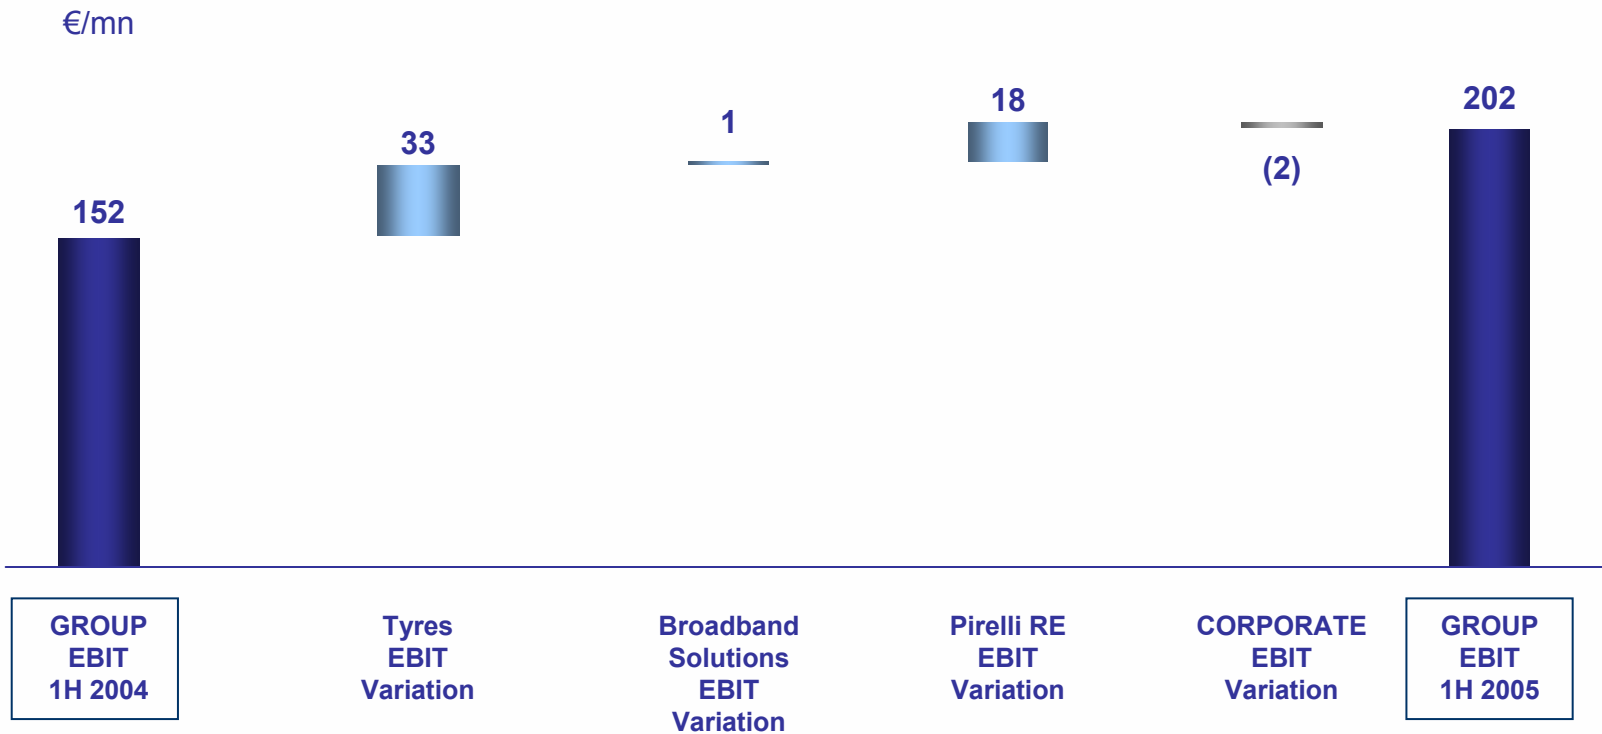 €/mn
152
33
1
18
(2)
202
GROUP
EBIT
1H 2004
Tyres
EBIT
Variation
Broadband
Solutions
EBIT
Variation
Pirelli RE
EBIT
Variation
CORPORATE
EBIT
Variation
GROUP
EBIT
1H 2005